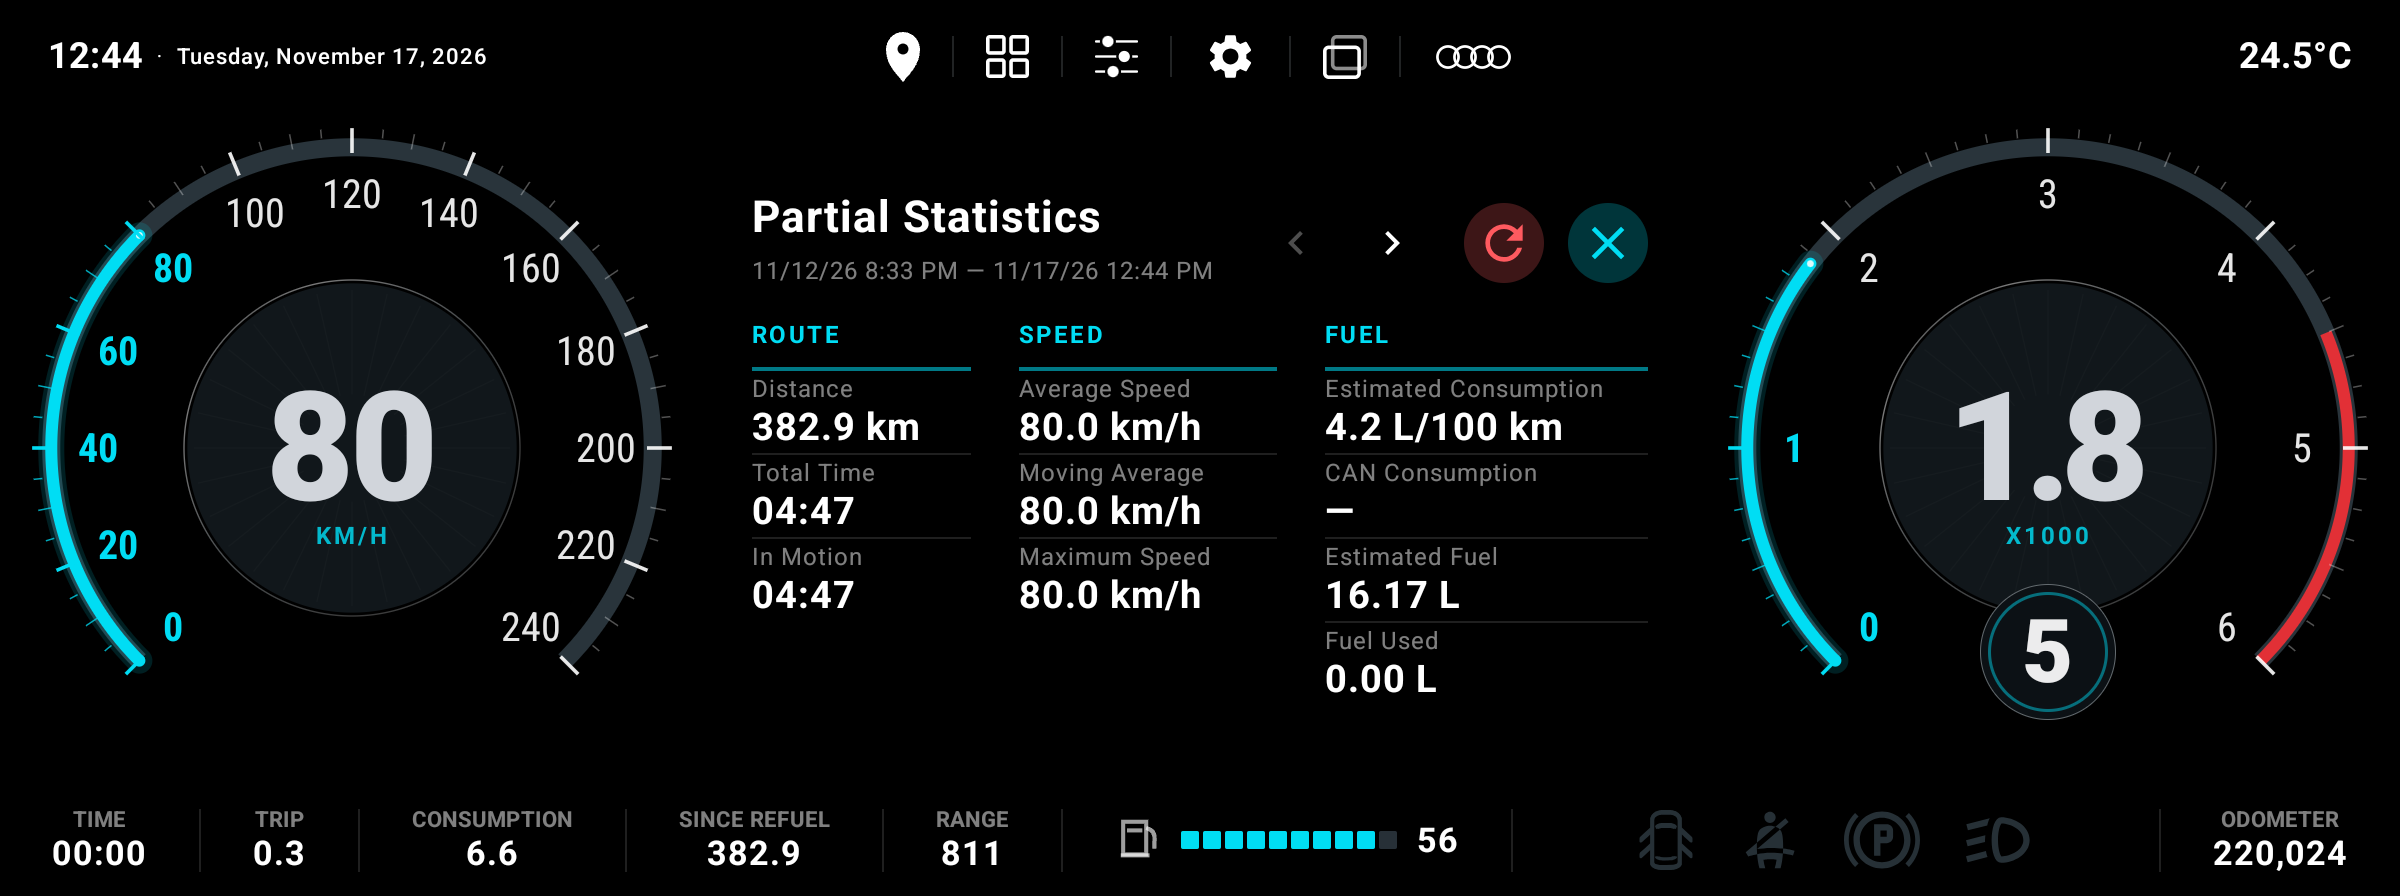 12:44 · Tuesday, November 17, 2026
24.5°C
0
20
40
60
80
100
120
140
160
180
200
220
240
80
KM/H
Partial Statistics
11/12/26 8:33 PM — 11/17/26 12:44 PM
ROUTE
Distance
382.9 km
Total Time
04:47
In Motion
04:47
SPEED
Average Speed
80.0 km/h
Moving Average
80.0 km/h
Maximum Speed
80.0 km/h
FUEL
Estimated Consumption
4.2 L/100 km
CAN Consumption
—
Estimated Fuel
16.17 L
Fuel Used
0.00 L
0
1
2
3
4
5
6
1.8
X1000
5
TIME
00:00
TRIP
0.3
CONSUMPTION
6.6
SINCE REFUEL
382.9
RANGE
811
56
P
ODOMETER
220,024